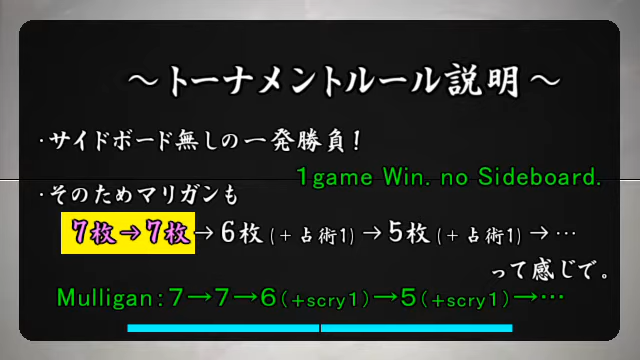 ～トーナメントルール説明～
・サイドボード無しの一発勝負！
1game Win. no Sideboard.
・そのためマリガンも
7枚→7枚→6枚(＋占術1)→5枚(＋占術1)→…
って感じで。
Mulligan：7→7→6（+scry1）→5（+scry1）→…